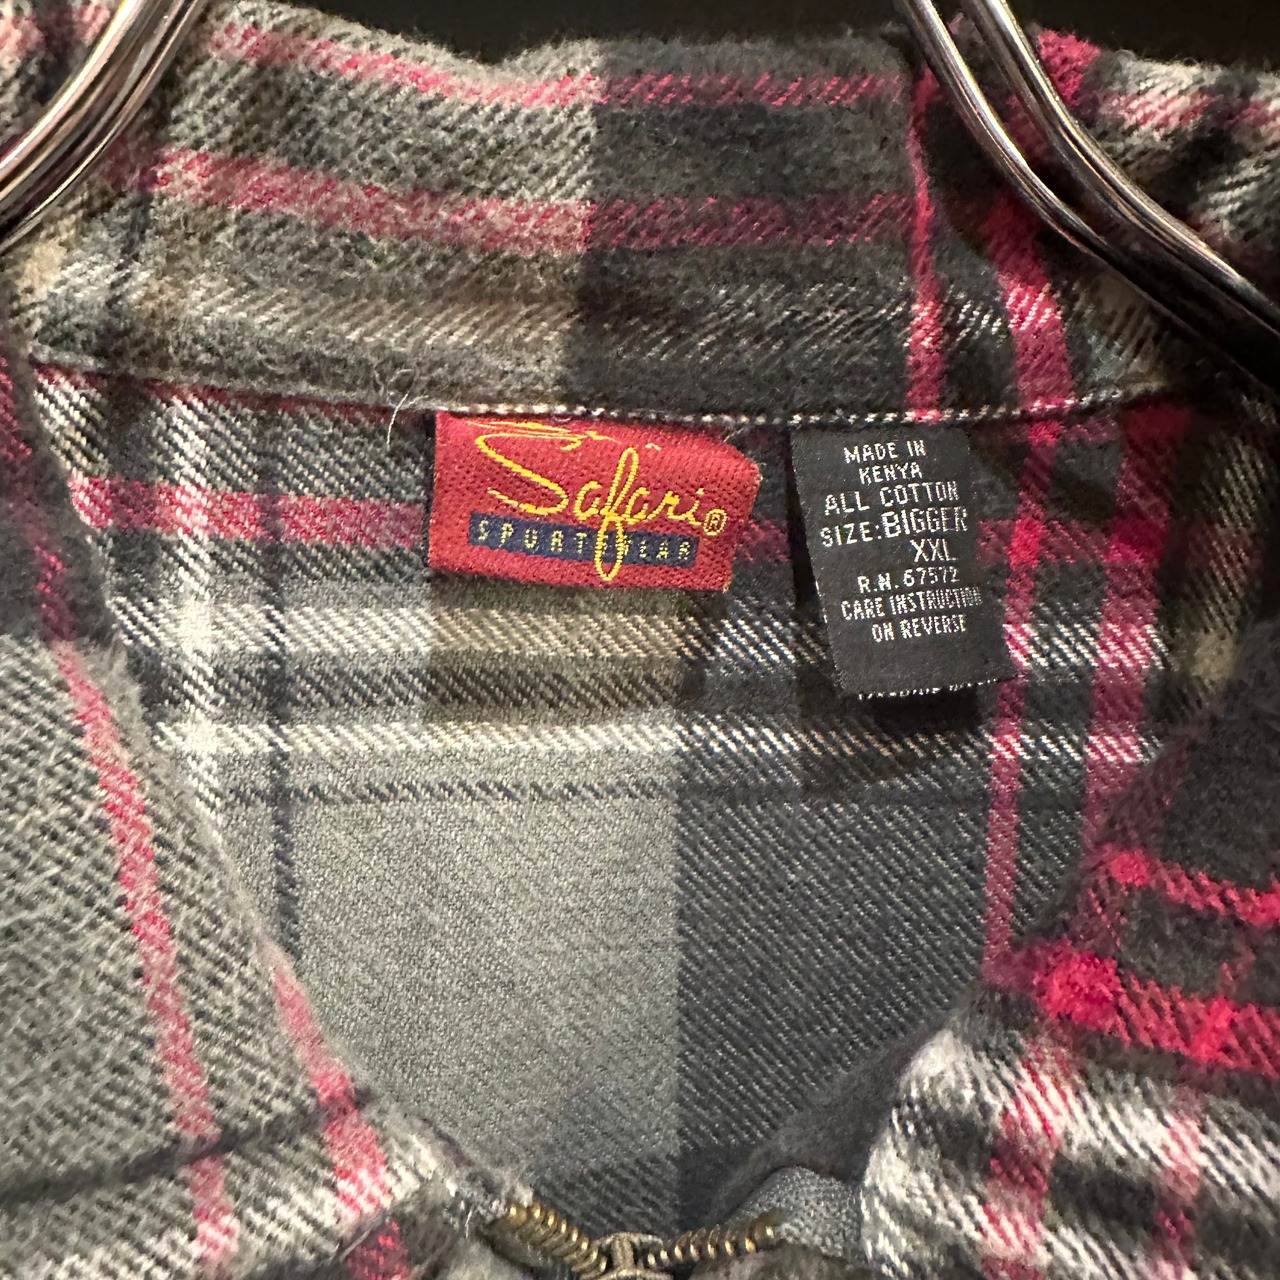 Safari®
SPORTSWEAR
MADE IN
KENYA
ALL COTTON
SIZE:BIGGER
XXL
R.N. 67572
CARE INSTRUCTION
ON REVERSE